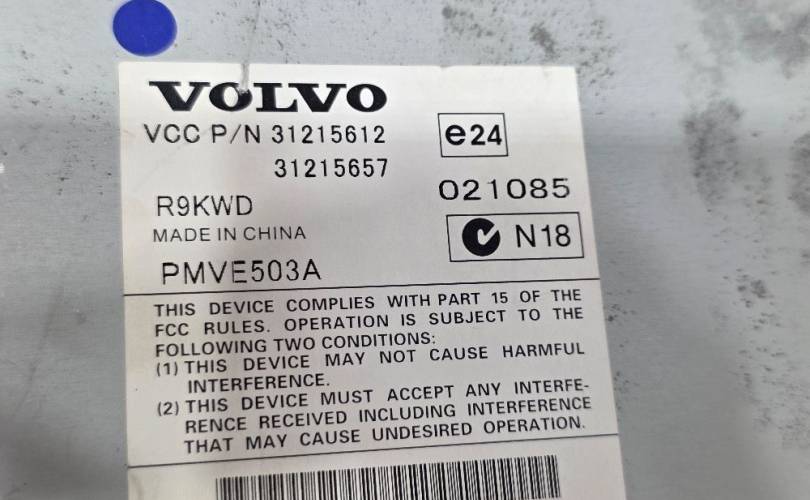 VOLVO
VCC P/N 31215612
31215657
e24
021085
R9KWD
MADE IN CHINA
N18
PMVE503A
THIS DEVICE COMPLIES WITH PART 15 OF THE
FCC RULES. OPERATION IS SUBJECT TO THE
FOLLOWING TWO CONDITIONS:
(1) THIS DEVICE MAY NOT CAUSE HARMFUL
INTERFERENCE.
(2) THIS DEVICE MUST ACCEPT ANY INTERFE-
RENCE RECEIVED INCLUDING INTERFERENCE
THAT MAY CAUSE UNDESIRED OPERATION.